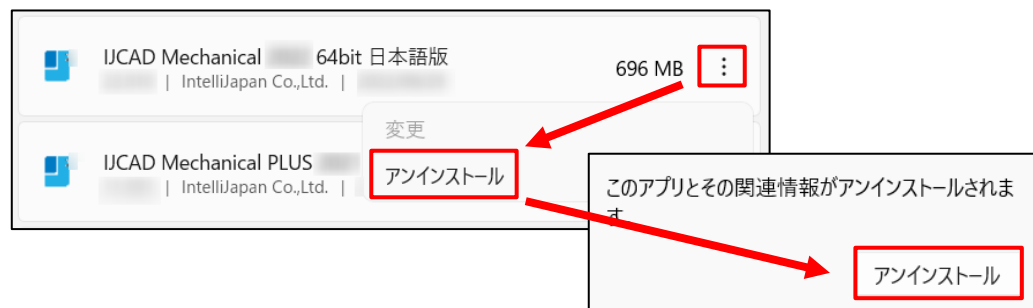 IJCAD Mechanical 64bit 日本語版
| IntelliJapan Co.,Ltd. |
696 MB
変更
アンインストール
IJCAD Mechanical PLUS
| IntelliJapan Co.,Ltd. |
このアプリとその関連情報がアンインストールされま
す
アンインストール